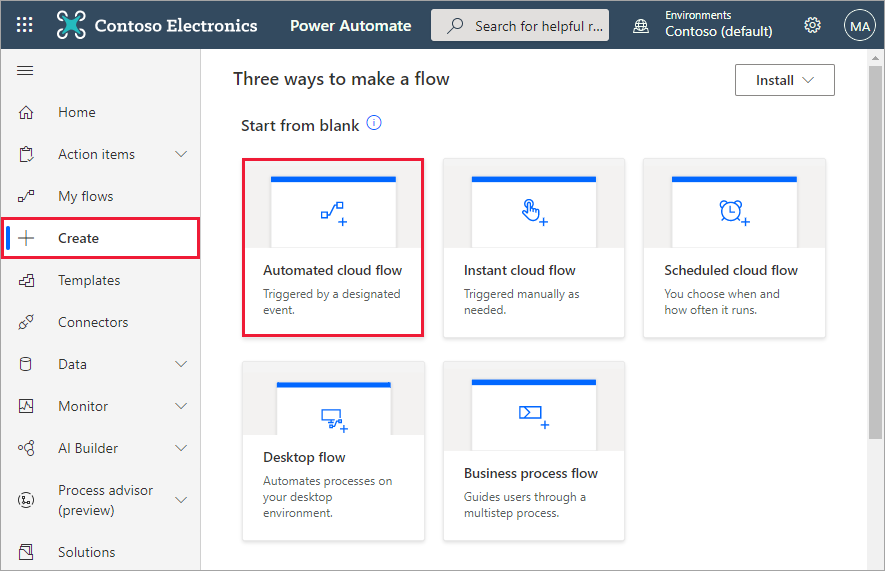 Contoso Electronics
Power Automate
Search for helpful r...
Environments
Contoso (default)
MA
Home
Action items
My flows
Create
Templates
Connectors
Data
Monitor
AI Builder
Process advisor
(preview)
Solutions
Three ways to make a flow
Install
Start from blank
Automated cloud flow
Triggered by a designated
event.
Instant cloud flow
Triggered manually as
needed.
Scheduled cloud flow
You choose when and
how often it runs.
Desktop flow
Automates processes on
your desktop
environment.
Business process flow
Guides users through a
multistep process.